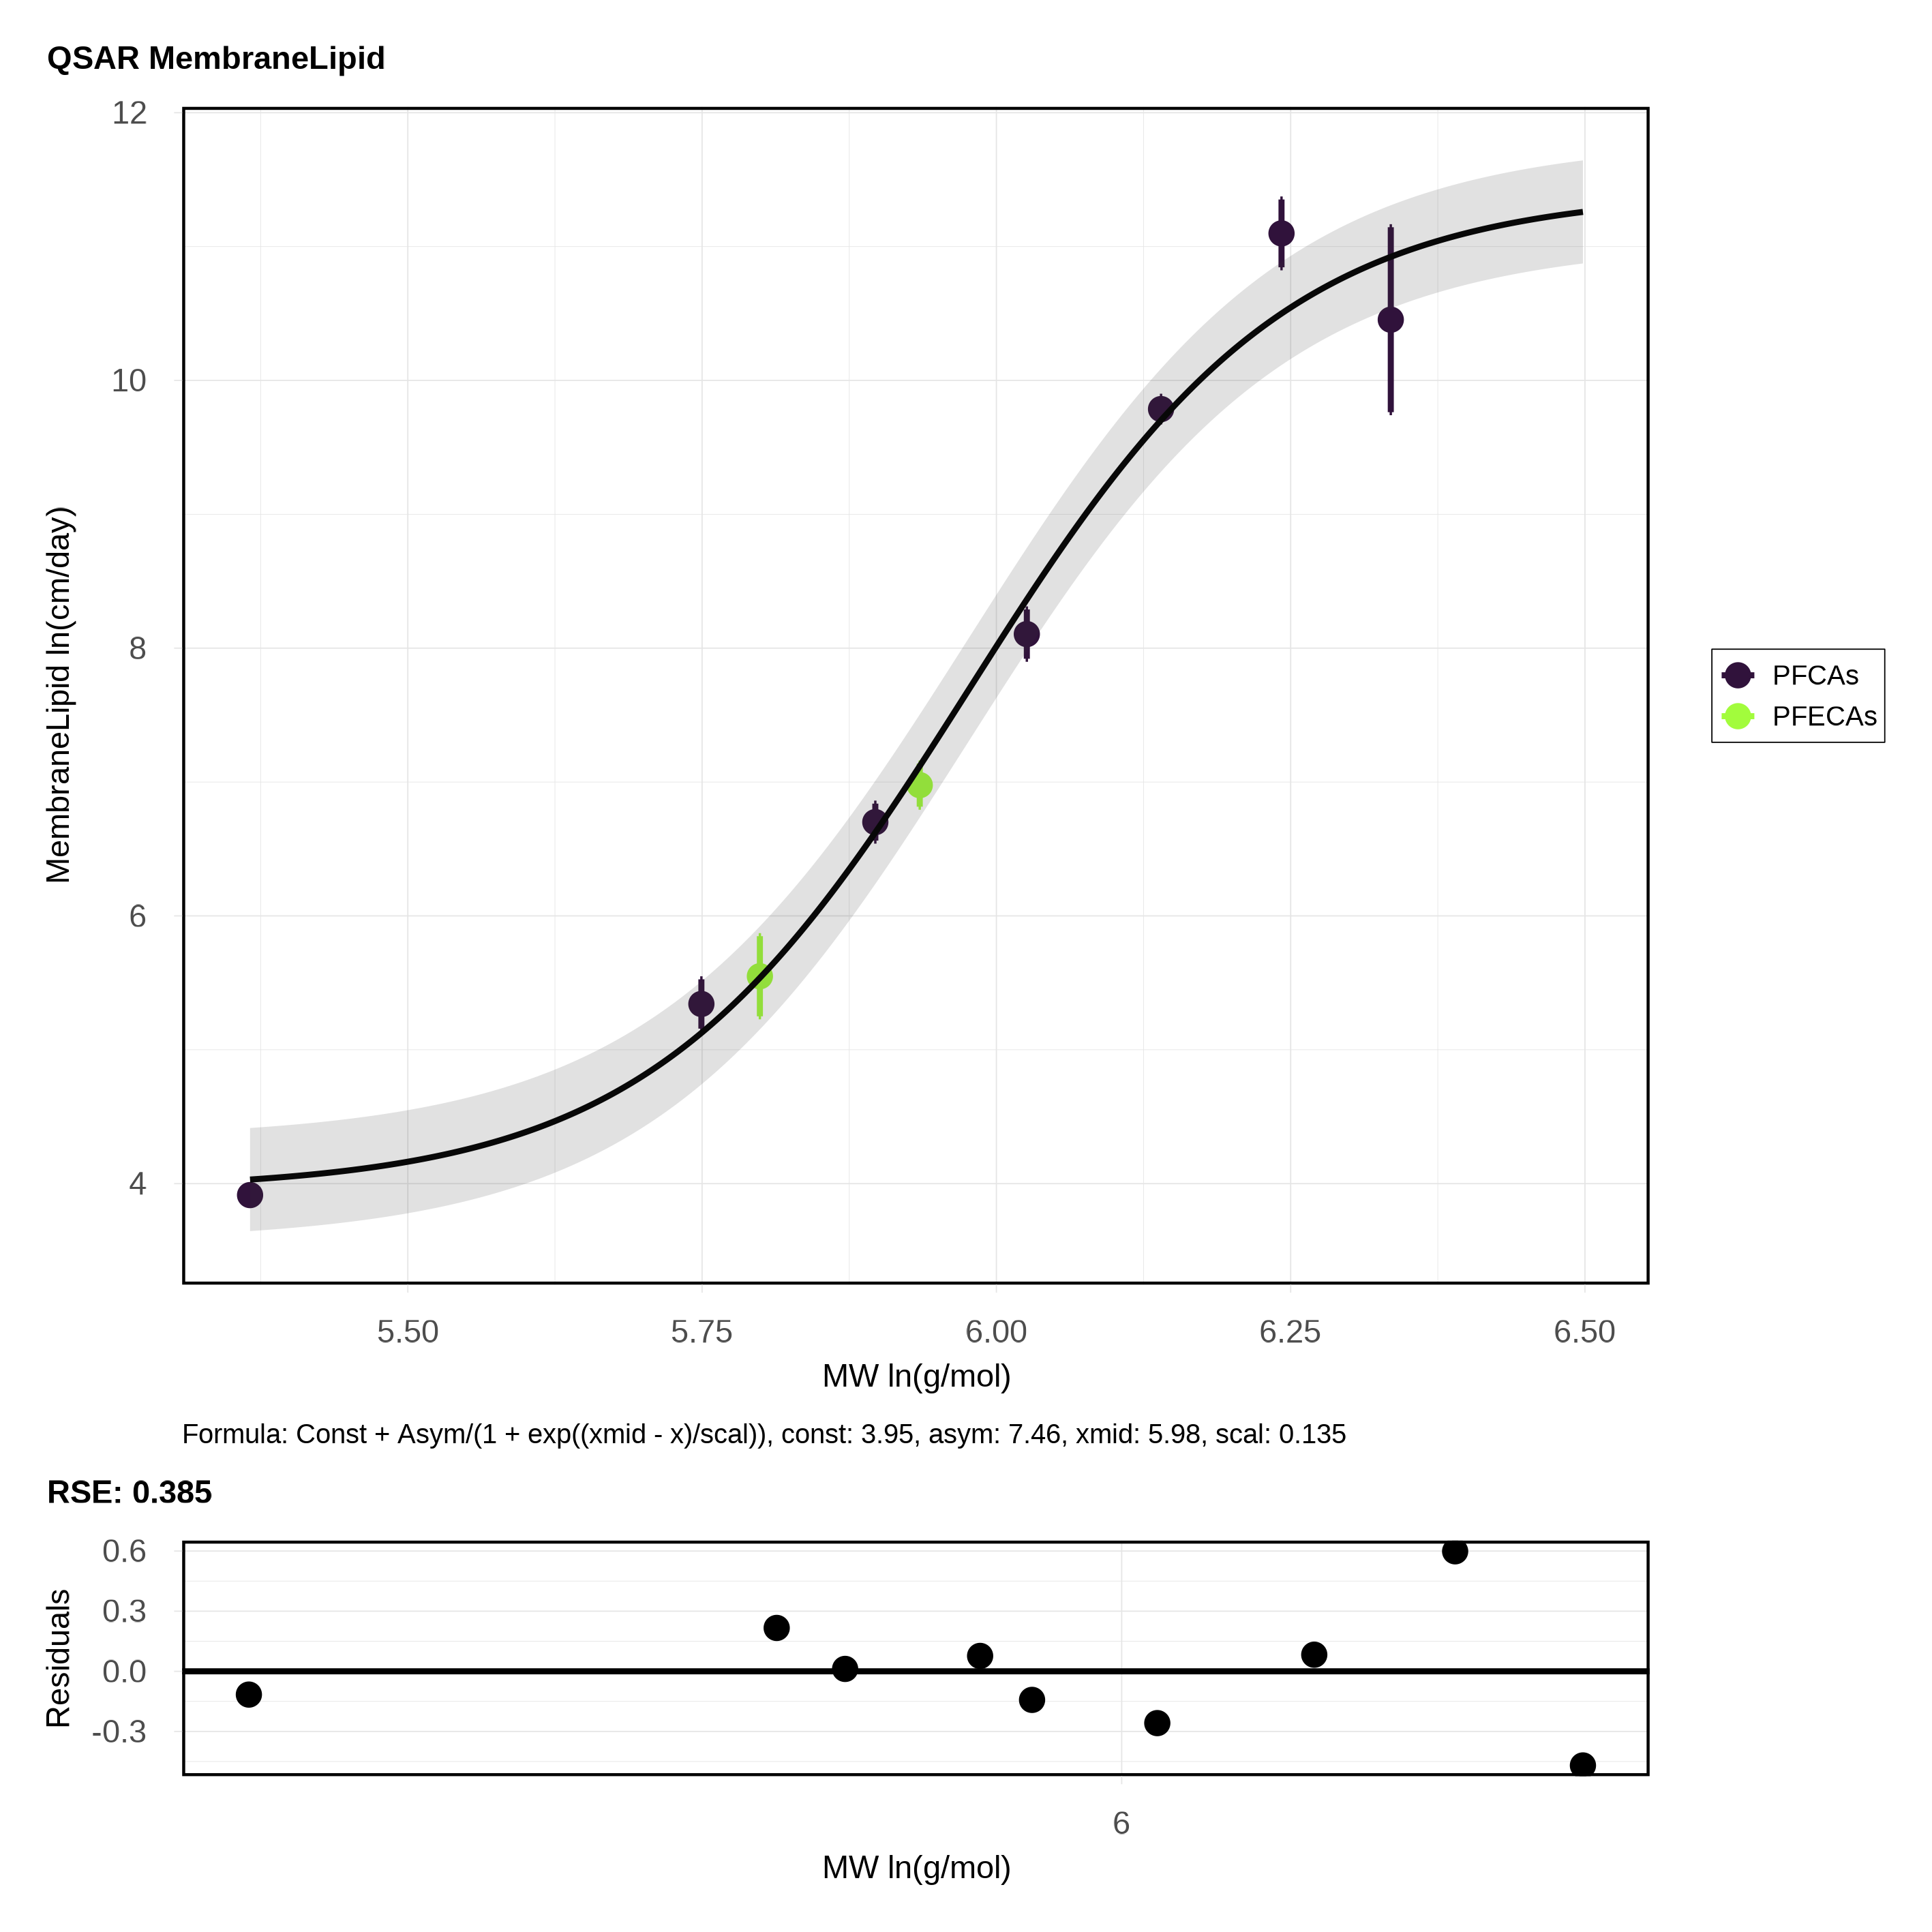 QSAR MembraneLipid
12
10
8
6
4
MembraneLipid ln(cm/day)
5.50 5.75 6.00 6.25 6.50
MW ln(g/mol)
PFCAs
PFECAs
Formula: Const + Asym/(1 + exp((xmid - x)/scal)), const: 3.95, asym: 7.46, xmid: 5.98, scal: 0.135
RSE: 0.385
0.6
0.3
0.0
-0.3
Residuals
6
MW ln(g/mol)